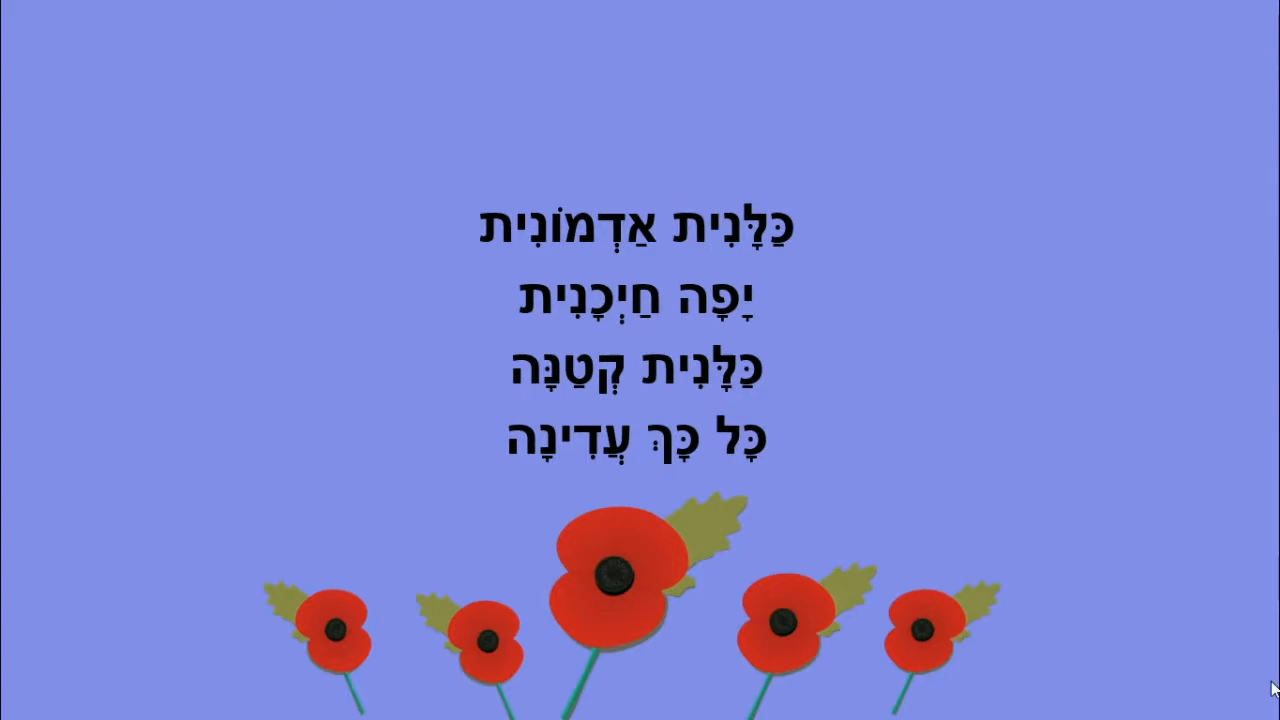 כַּלָּנִית אַדְמוֹנִית
יָפָה חַיְכָנִית
כַּלָּנִית קְטַנָּה
כָּל כָּךְ עֲדִינָה